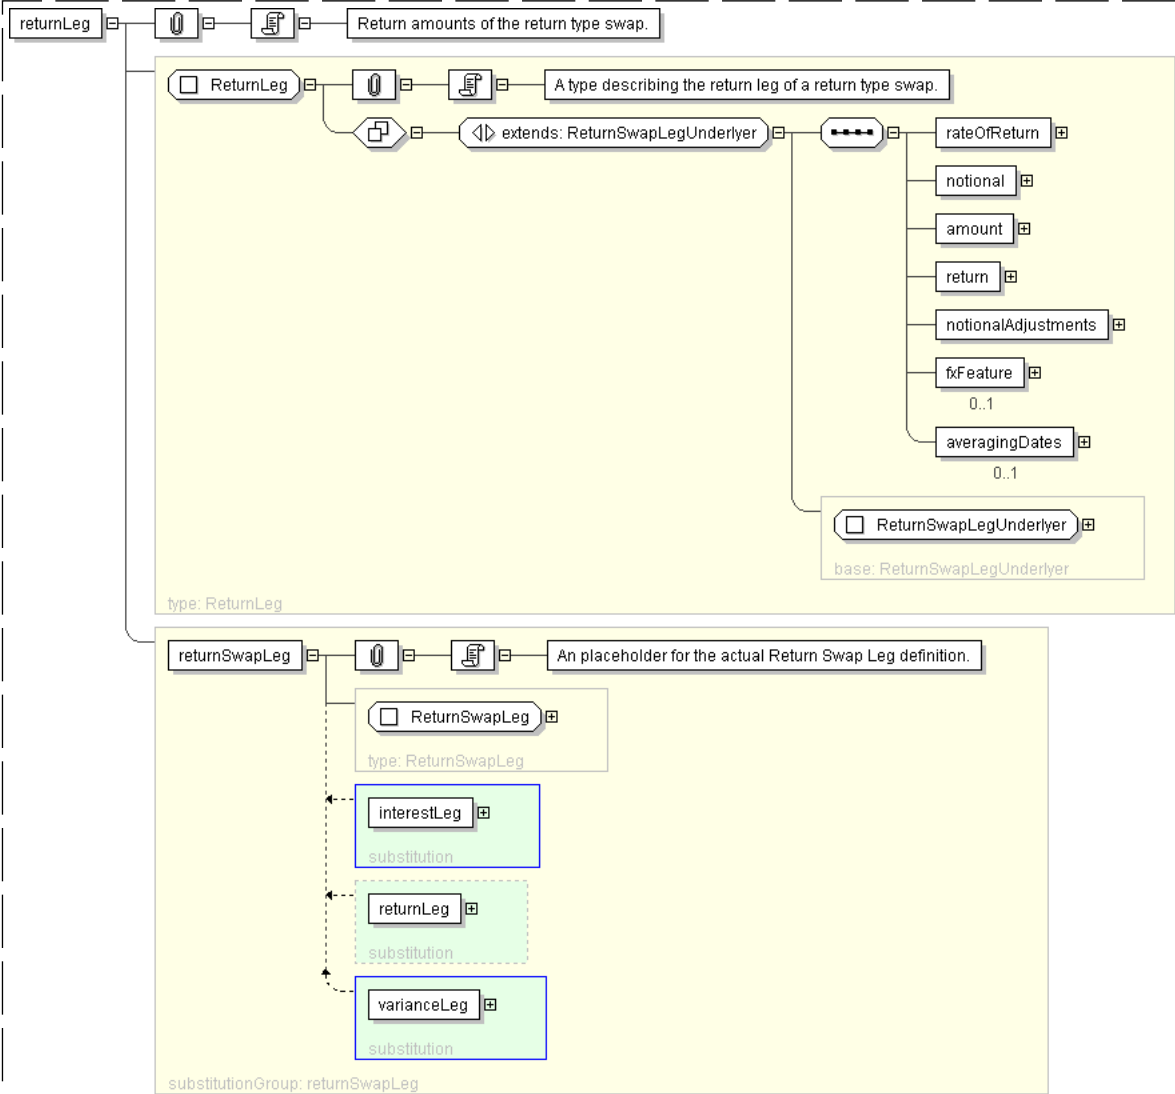 returnLeg
Return amounts of the return type swap.
ReturnLeg
A type describing the return leg of a return type swap.
extends: ReturnSwapLegUnderlyer
rateOfReturn
notional
amount
return
notionalAdjustments
fxFeature
0..1
averagingDates
0..1
ReturnSwapLegUnderlyer
base: ReturnSwapLegUnderlyer
type: ReturnLeg
returnSwapLeg
An placeholder for the actual Return Swap Leg definition.
ReturnSwapLeg
type: ReturnSwapLeg
interestLeg
substitution
returnLeg
substitution
varianceLeg
substitution
substitutionGroup: returnSwapLeg